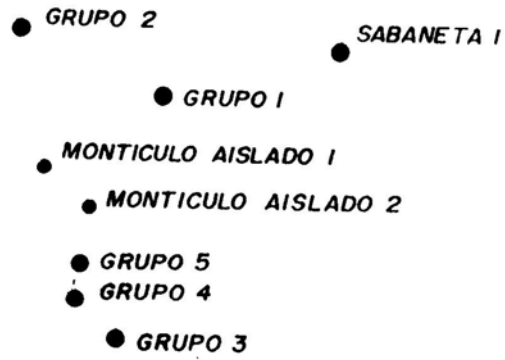 GRUPO 2
SABANETA I
GRUPO I
MONTICULO AISLADO I
MONTICULO AISLADO 2
GRUPO 5
GRUPO 4
GRUPO 3